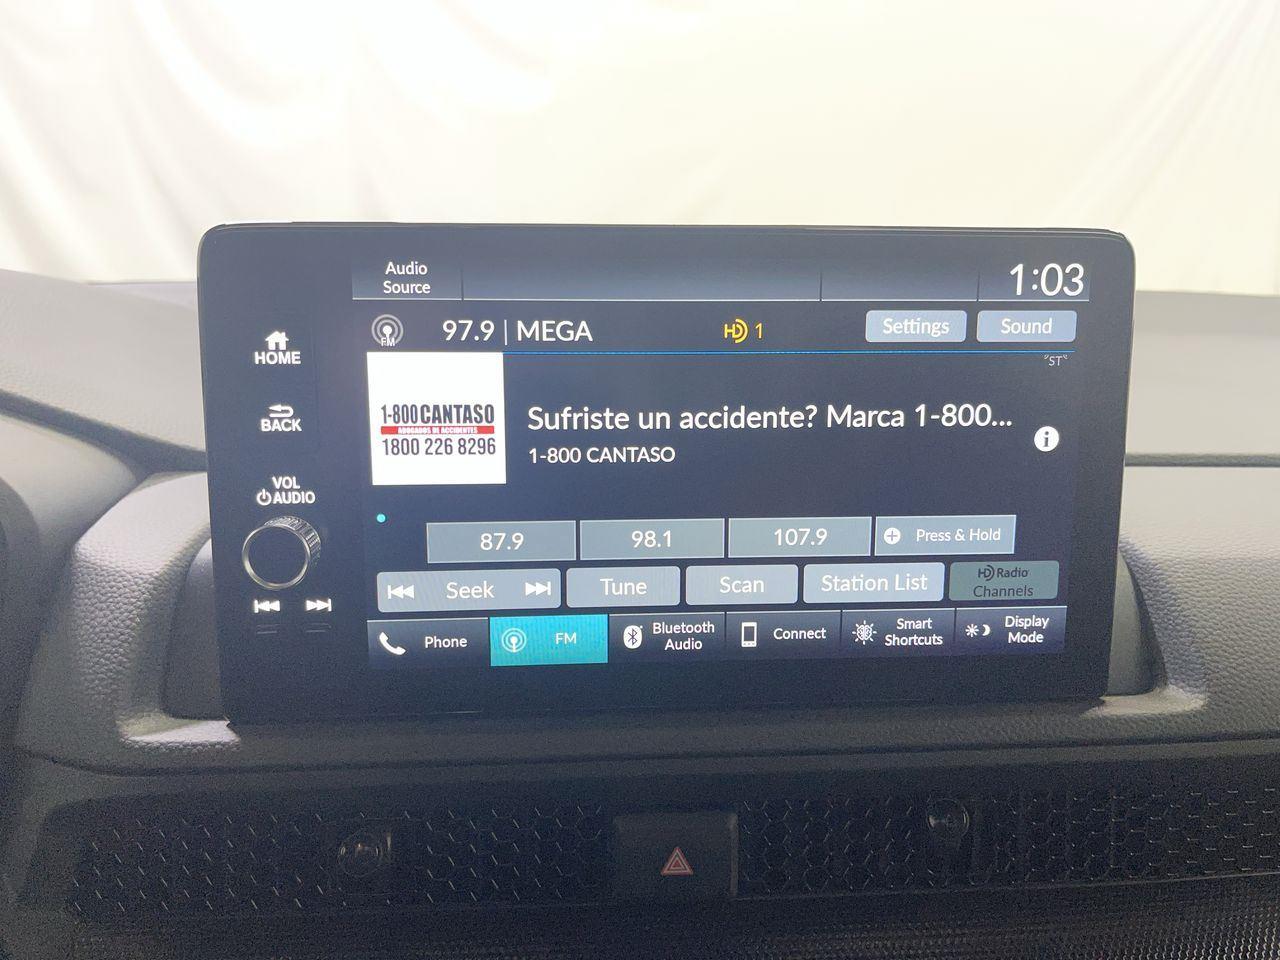 Audio
Source
1:03
FM
97.9 | MEGA
HD 1
Settings
Sound
"ST"
HOME
BACK
VOL
AUDIO
1-800 CANTASO
ABOGADOS DE ACCIDENTES
1800 226 8296
Sufriste un accidente? Marca 1-800...
1-800 CANTASO
i
87.9
98.1
107.9
+ Press & Hold
Seek
Tune
Scan
Station List
HD Radio
Channels
Phone
FM
Bluetooth
Audio
Connect
Smart
Shortcuts
Display
Mode